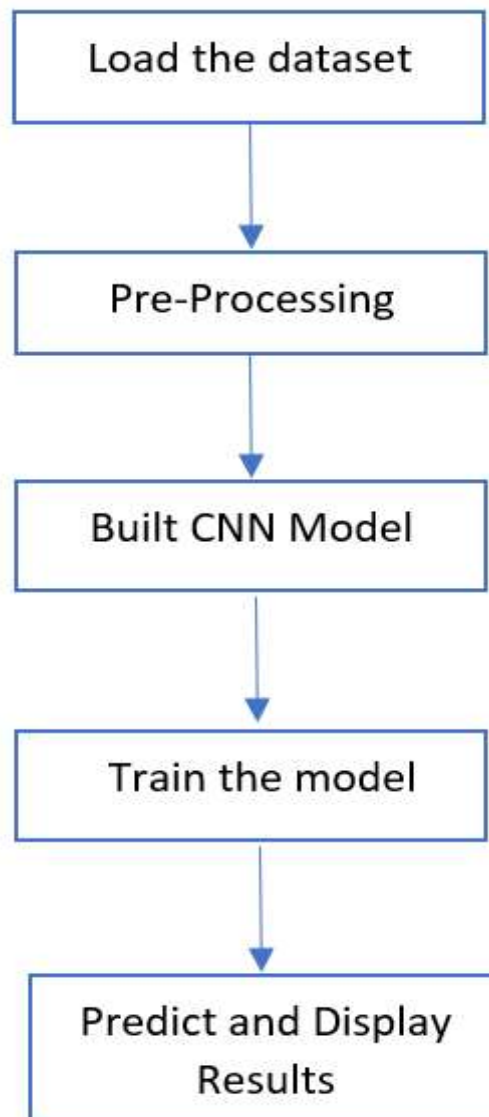 Load the dataset
Pre-Processing
Built CNN Model
Train the model
Predict and Display
Results